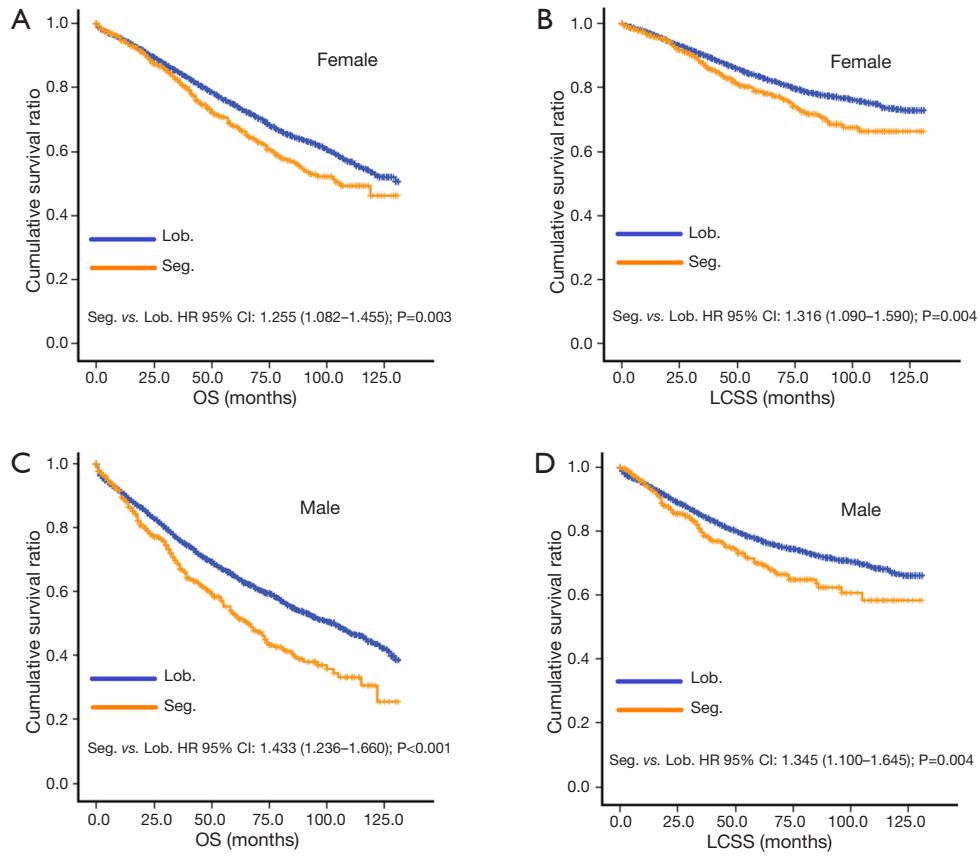 A
Cumulative survival ratio
1.0
0.8
0.6
0.4
0.2
0.0
Female
Lob.
Seg.
Seg. vs. Lob. HR 95% CI: 1.255 (1.082–1.455); P=0.003
0.0 25.0 50.0 75.0 100.0 125.0
OS (months)
B
Cumulative survival ratio
1.0
0.8
0.6
0.4
0.2
0.0
Female
Lob.
Seg.
Seg. vs. Lob. HR 95% CI: 1.316 (1.090–1.590); P=0.004
0.0 25.0 50.0 75.0 100.0 125.0
LCSS (months)
C
Cumulative survival ratio
1.0
0.8
0.6
0.4
0.2
0.0
Male
Lob.
Seg.
Seg. vs. Lob. HR 95% CI: 1.433 (1.236–1.660); P<0.001
0.0 25.0 50.0 75.0 100.0 125.0
OS (months)
D
Cumulative survival ratio
1.0
0.8
0.6
0.4
0.2
0.0
Male
Lob.
Seg.
Seg. vs. Lob. HR 95% CI: 1.345 (1.100–1.645); P=0.004
0.0 25.0 50.0 75.0 100.0 125.0
LCSS (months)